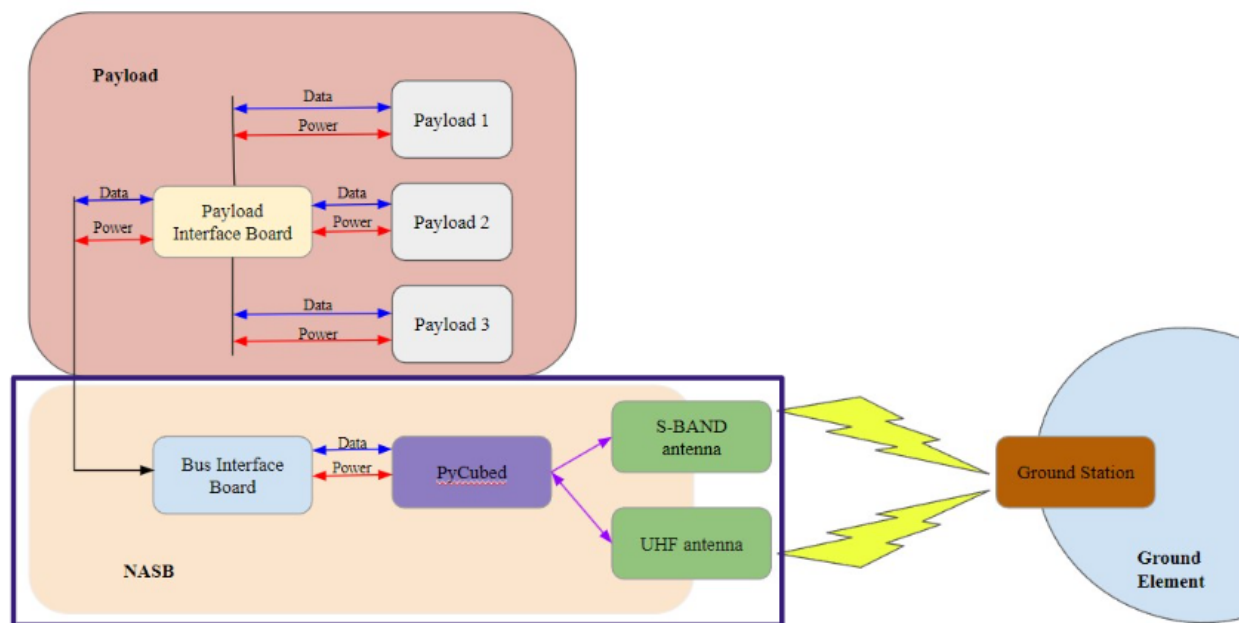 Payload
Data
Power
Payload 1
Data
Power
Payload
Interface Board
Data
Power
Payload 2
Data
Power
Payload 3
S-BAND
antenna
Bus Interface
Board
Data
Power
PyCubed
UHF antenna
NASB
Ground Station
Ground
Element